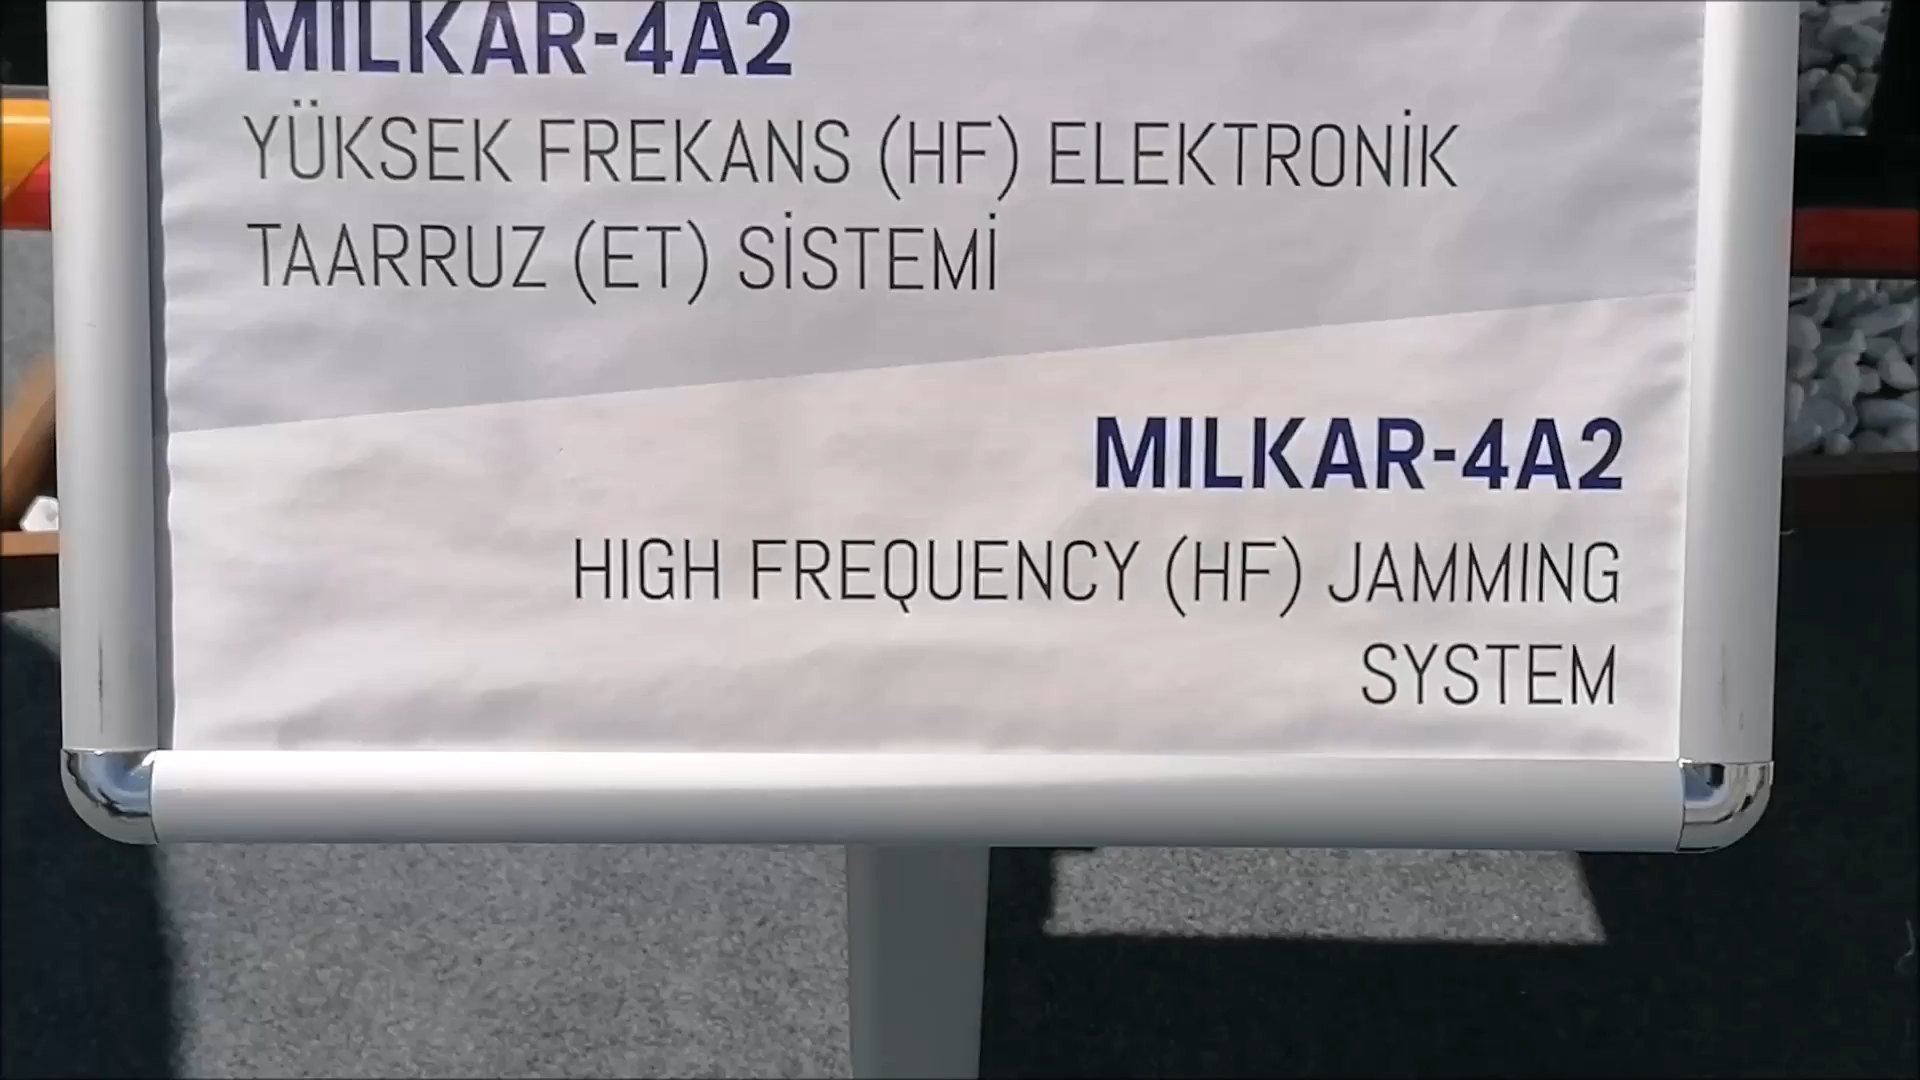 MILKAR-4A2
YÜKSEK FREKANS (HF) ELEKTRONİK
TAARRUZ (ET) SİSTEMİ
MILKAR-4A2
HIGH FREQUENCY (HF) JAMMING
SYSTEM